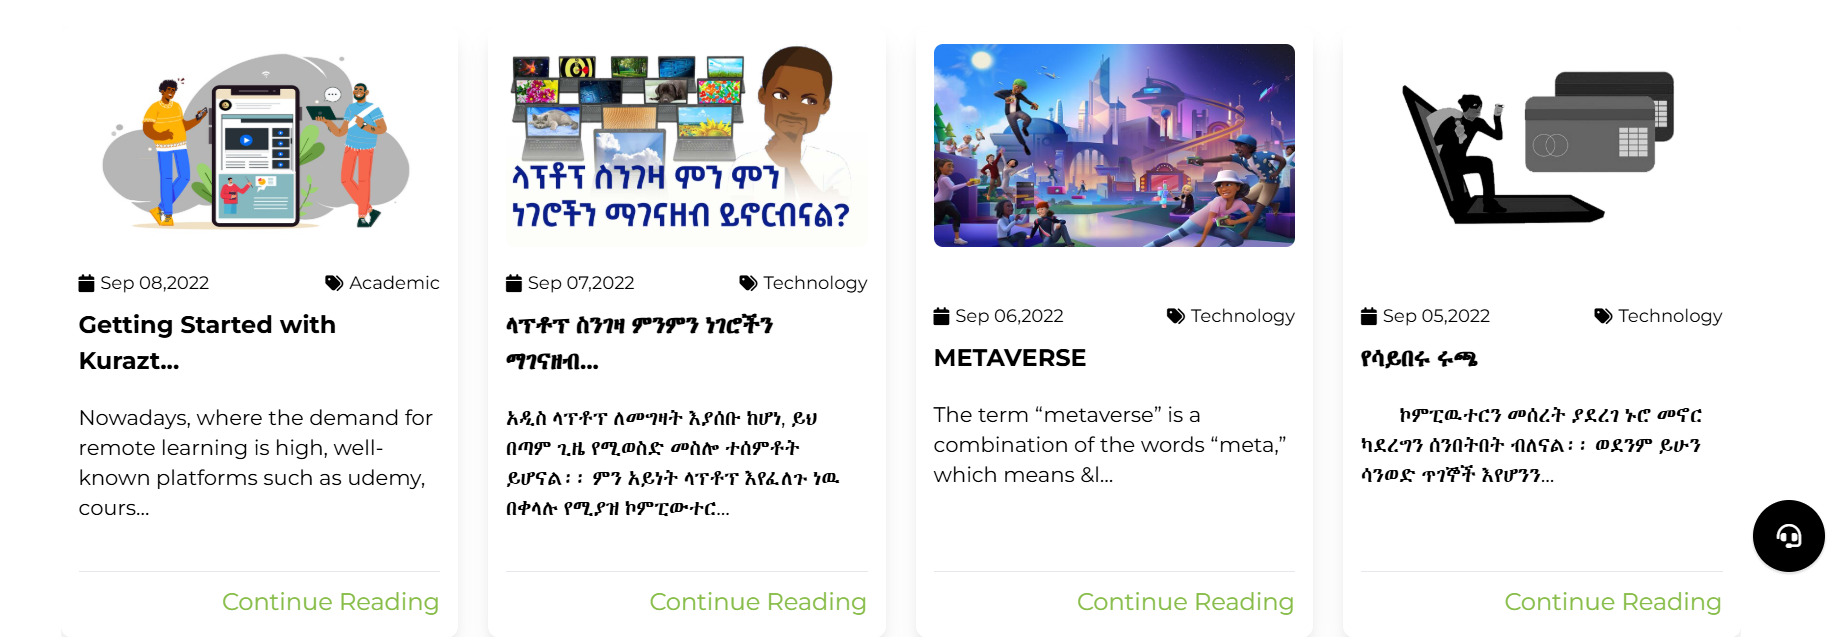 Sep 08,2022 Academic
Getting Started with
Kurazt...
Nowadays, where the demand for
remote learning is high, well-
known platforms such as udemy,
cours...
Continue Reading
ላፕቶፕ ስንገዛ ምን ምን
ነገሮችን ማገናዘብ ይኖርብናል?
Sep 07,2022 Technology
ላፕቶፕ ስንገዛ ምንምን ነገሮችን
ማገናዘብ...
አዲስ ላፕቶፕ ለመግዛት እያሰቡ ከሆነ, ይህ
በጣም ጊዜ የሚወስድ መስሎ ተሰምቶት
ይሆናል፡፡ ምን አይነት ላፕቶፕ እየፈለጉ ነዉ
በቀላሉ የሚያዝ ኮምፒውተር...
Continue Reading
Sep 06,2022 Technology
METAVERSE
The term “metaverse” is a
combination of the words “meta,”
which means &l...
Continue Reading
Sep 05,2022 Technology
የሳይበሩ ሩጫ
ኮምፒዉተርን መሰረት ያደረገ ኑሮ መኖር
ካደረግን ሰንበትበት ብለናል፡፡ ወደንም ይሁን
ሳንወድ ጥገኞች እየሆንን...
Continue Reading